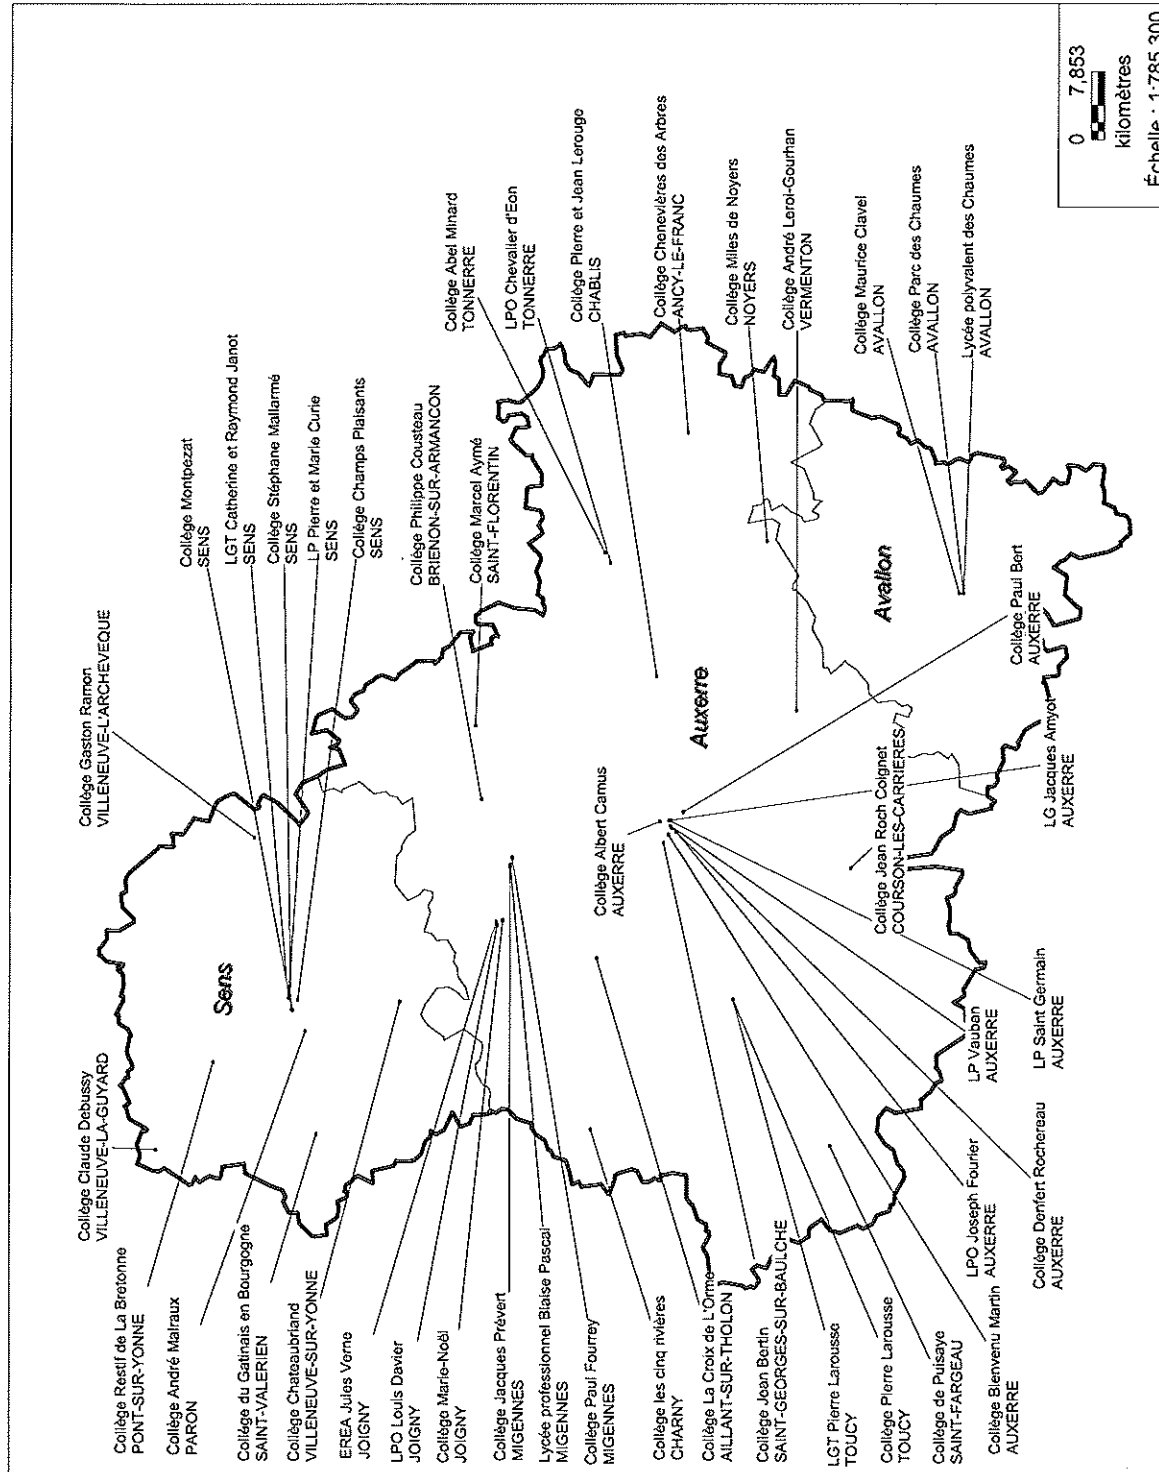 Collège Claude Debussy
VILLENEUVE-LA-GUYARD
Collège Gaston Ramon
VILLENEUVE-L'ARCHEVEQUE
Collège Restif de La Bretonne
PONT-SUR-YONNE
Collège André Malraux
PARON
Collège du Gatinais en Bourgogne
SAINT-VALERIEN
Collège Chateaubriand
VILLENEUVE-SUR-YONNE
EREA Jules Verne
JOIGNY
LPO Louis Davier
JOIGNY
Collège Marie-Noël
JOIGNY
Collège Jacques Prévert
MIGENNES
Lycée professionnel Blaise Pascal
MIGENNES
Collège Paul Fourrey
MIGENNES
Collège les cinq rivières
CHARNY
Collège La Croix de L'Orme
AILLANT-SUR-THOLON
Collège Jean Bertin
SAINT-GEORGES-SUR-BAULCHE
LGT Pierre Larousse
TOUCY
Collège Pierre Larousse
TOUCY
Collège de Puisaye
SAINT-FARGEAU
Collège Bienvenu Martin
AUXERRE
Collège Montpezat
SENS
LGT Catherine et Raymond Janot
SENS
Collège Stéphane Mallarmé
SENS
LP Pierre et Marie Curie
SENS
Collège Champs Plaisants
SENS
Collège Philippe Cousteau
BRIENON-SUR-ARMANCON
Collège Marcel Aymé
SAINT-FLORENTIN
Collège Abel Minard
TONNERRE
LPO Chevalier d'Eon
TONNERRE
Collège Pierre et Jean Lerouge
CHABLIS
Collège Chenevières des Arbres
ANCY-LE-FRANC
Collège Miles de Noyers
NOYERS
Collège André Leroi-Gourhan
VERMENTON
Collège Maurice Clavel
AVALLON
Collège Parc des Chaumes
AVALLON
Lycée polyvalent des Chaumes
AVALLON
Sens
Auxerre
Avallon
Collège Albert Camus
AUXERRE
Collège Jean Roch Coignet
COURSON-LES-CARRIERES
LPO Joseph Fourier
AUXERRE
Collège Denfert Rochereau
AUXERRE
LP Vauban
AUXERRE
LP Saint Germain
AUXERRE
LG Jacques Amyot
AUXERRE
Collège Paul Bert
AUXERRE
0 7,853
kilomètres
Échelle : 1:785 300